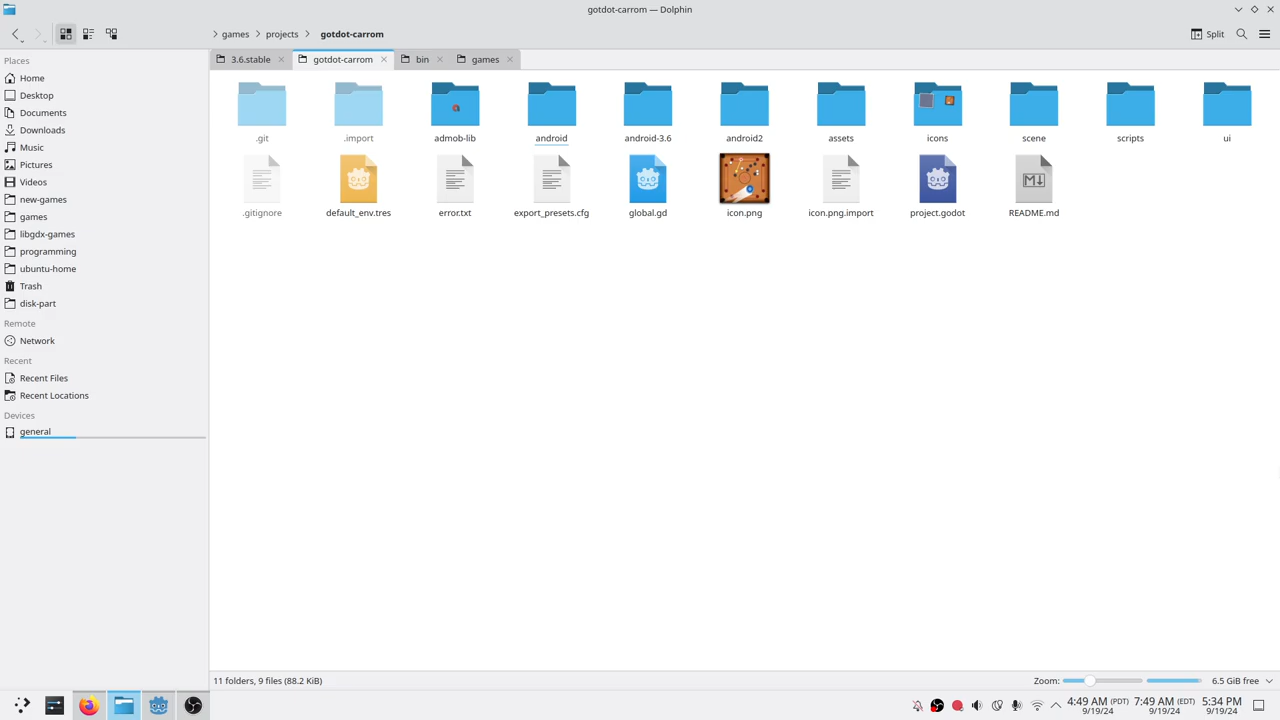 gotdot-carrom — Dolphin
games projects gotdot-carrom
Split
Places
Home
Desktop
Documents
Downloads
Music
Pictures
Videos
new-games
games
libgdx-games
programming
ubuntu-home
Trash
disk-part
Remote
Network
Recent
Recent Files
Recent Locations
Devices
general
3.6.stable gotdot-carrom bin games
.git .import admob-lib android android-3.6 android2 assets icons scene scripts ui
.gitignore default_env.tres error.txt export_presets.cfg global.gd icon.png icon.png.import project.godot README.md
11 folders, 9 files (88.2 KiB) Zoom: 6.5 GiB free
4:49 AM (PDT) 7:49 AM (EDT) 5:34 PM
9/19/24 9/19/24 9/19/24